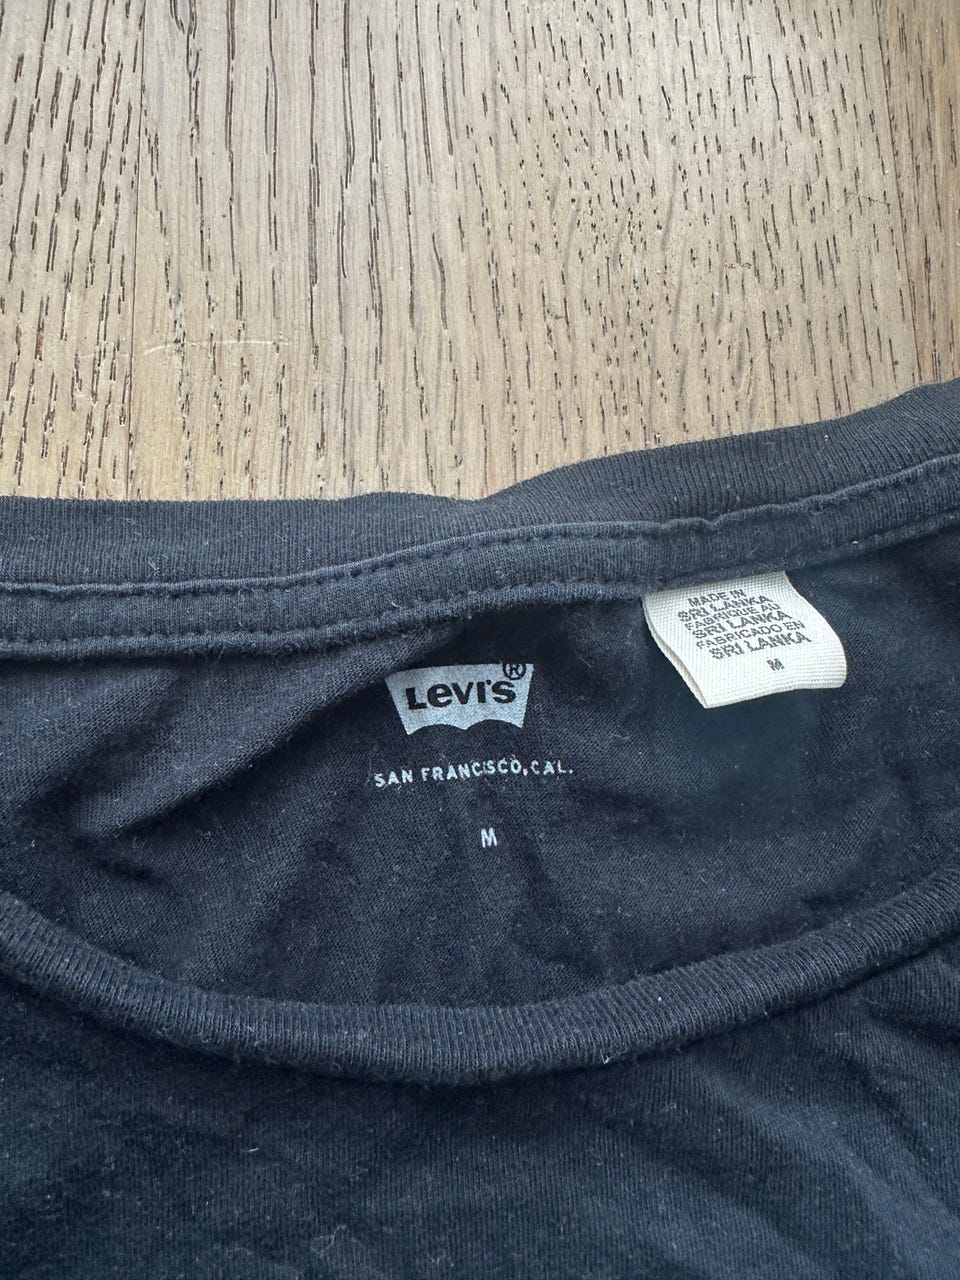 LEVI'S®
SAN FRANCISCO, CAL.
M
MADE IN
SRI LANKA
FABRIQUE AU
SRI LANKA
FABRICADO EN
SRI LANKA
M